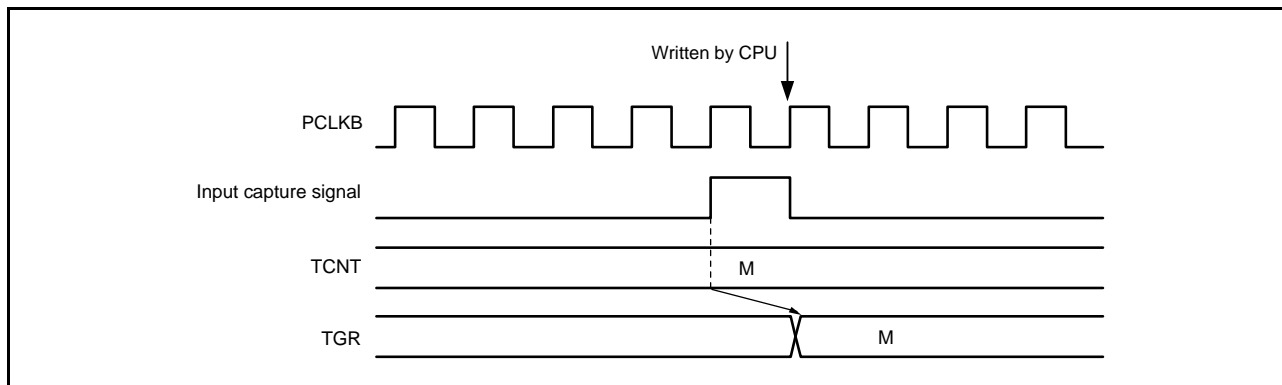 Written by CPU
PCLKB
Input capture signal
TCNT
M
TGR
M